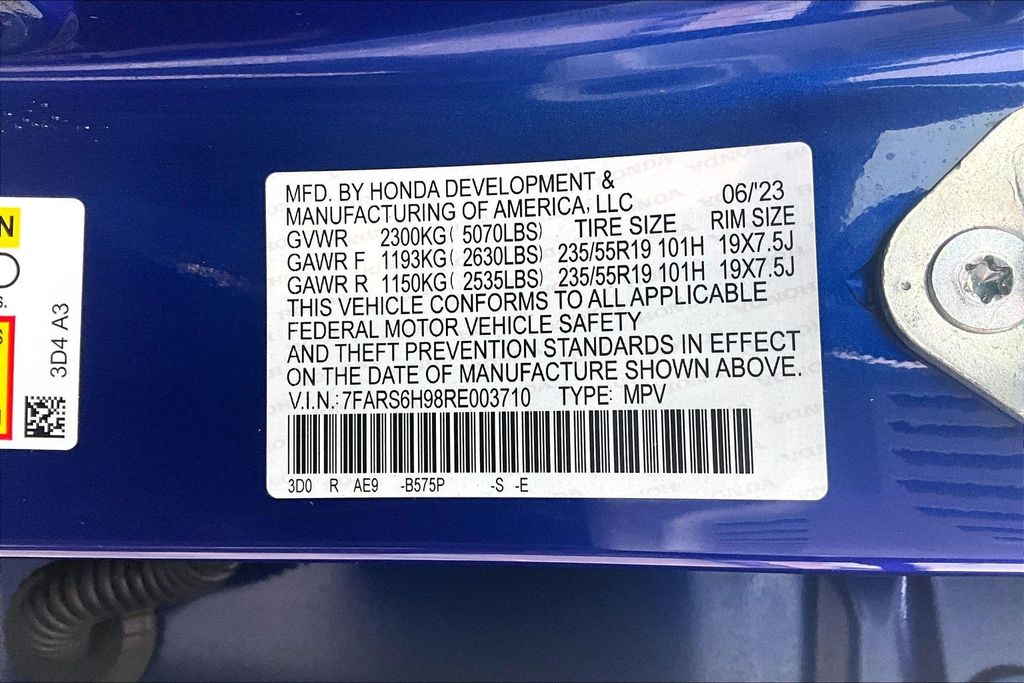 MFD. BY HONDA DEVELOPMENT &
MANUFACTURING OF AMERICA, LLC 06/'23
GVWR 2300KG( 5070LBS) TIRE SIZE RIM SIZE
GAWR F 1193KG( 2630LBS) 235/55R19 101H 19X7.5J
GAWR R 1150KG( 2535LBS) 235/55R19 101H 19X7.5J
THIS VEHICLE CONFORMS TO ALL APPLICABLE
FEDERAL MOTOR VEHICLE SAFETY
AND THEFT PREVENTION STANDARDS IN EFFECT
ON THE DATE OF MANUFACTURE SHOWN ABOVE.
V.I.N.: 7FARS6H98RE003710 TYPE: MPV
3D0 R AE9 -B575P -S -E
3D4 A3